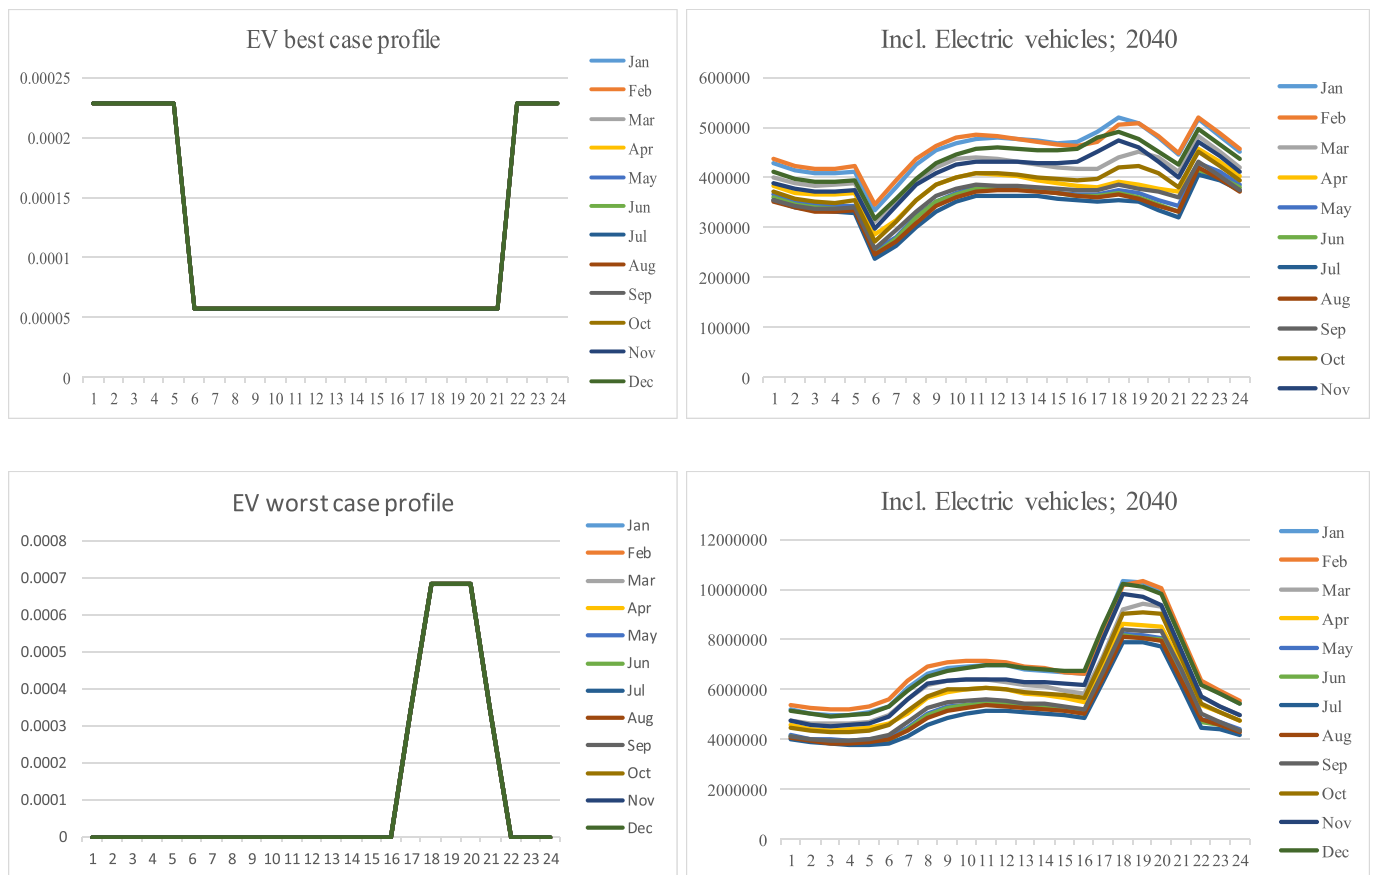 EV best case profile
0.00025
0.0002
0.00015
0.0001
0.00005
0
1 2 3 4 5 6 7 8 9 10 11 12 13 14 15 16 17 18 19 20 21 22 23 24
Jan
Feb
Mar
Apr
May
Jun
Jul
Aug
Sep
Oct
Nov
Dec
Incl. Electric vehicles; 2040
600000
500000
400000
300000
200000
100000
0
1 2 3 4 5 6 7 8 9 10 11 12 13 14 15 16 17 18 19 20 21 22 23 24
Jan
Feb
Mar
Apr
May
Jun
Jul
Aug
Sep
Oct
Nov
EV worst case profile
0.0008
0.0007
0.0006
0.0005
0.0004
0.0003
0.0002
0.0001
0
1 2 3 4 5 6 7 8 9 10 11 12 13 14 15 16 17 18 19 20 21 22 23 24
Jan
Feb
Mar
Apr
May
Jun
Jul
Aug
Sep
Oct
Nov
Dec
Incl. Electric vehicles; 2040
12000000
10000000
8000000
6000000
4000000
2000000
0
1 2 3 4 5 6 7 8 9 10 11 12 13 14 15 16 17 18 19 20 21 22 23 24
Jan
Feb
Mar
Apr
May
Jun
Jul
Aug
Sep
Oct
Nov
Dec